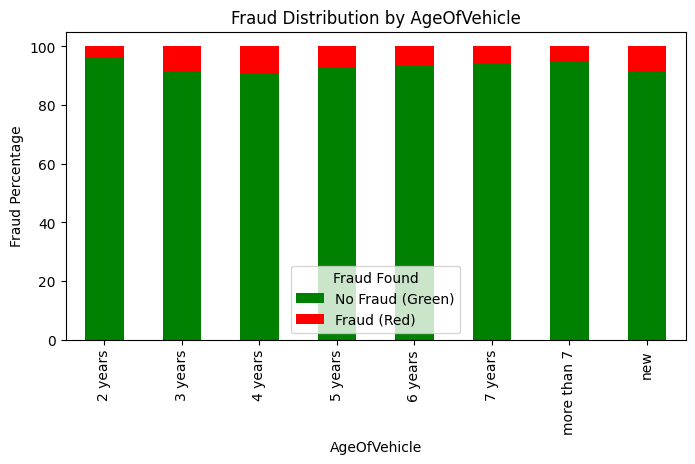 Fraud Distribution by AgeOfVehicle
Fraud Percentage
100
80
60
40
20
0
Fraud Found
No Fraud (Green)
Fraud (Red)
2 years
3 years
4 years
5 years
6 years
7 years
more than 7
new
AgeOfVehicle